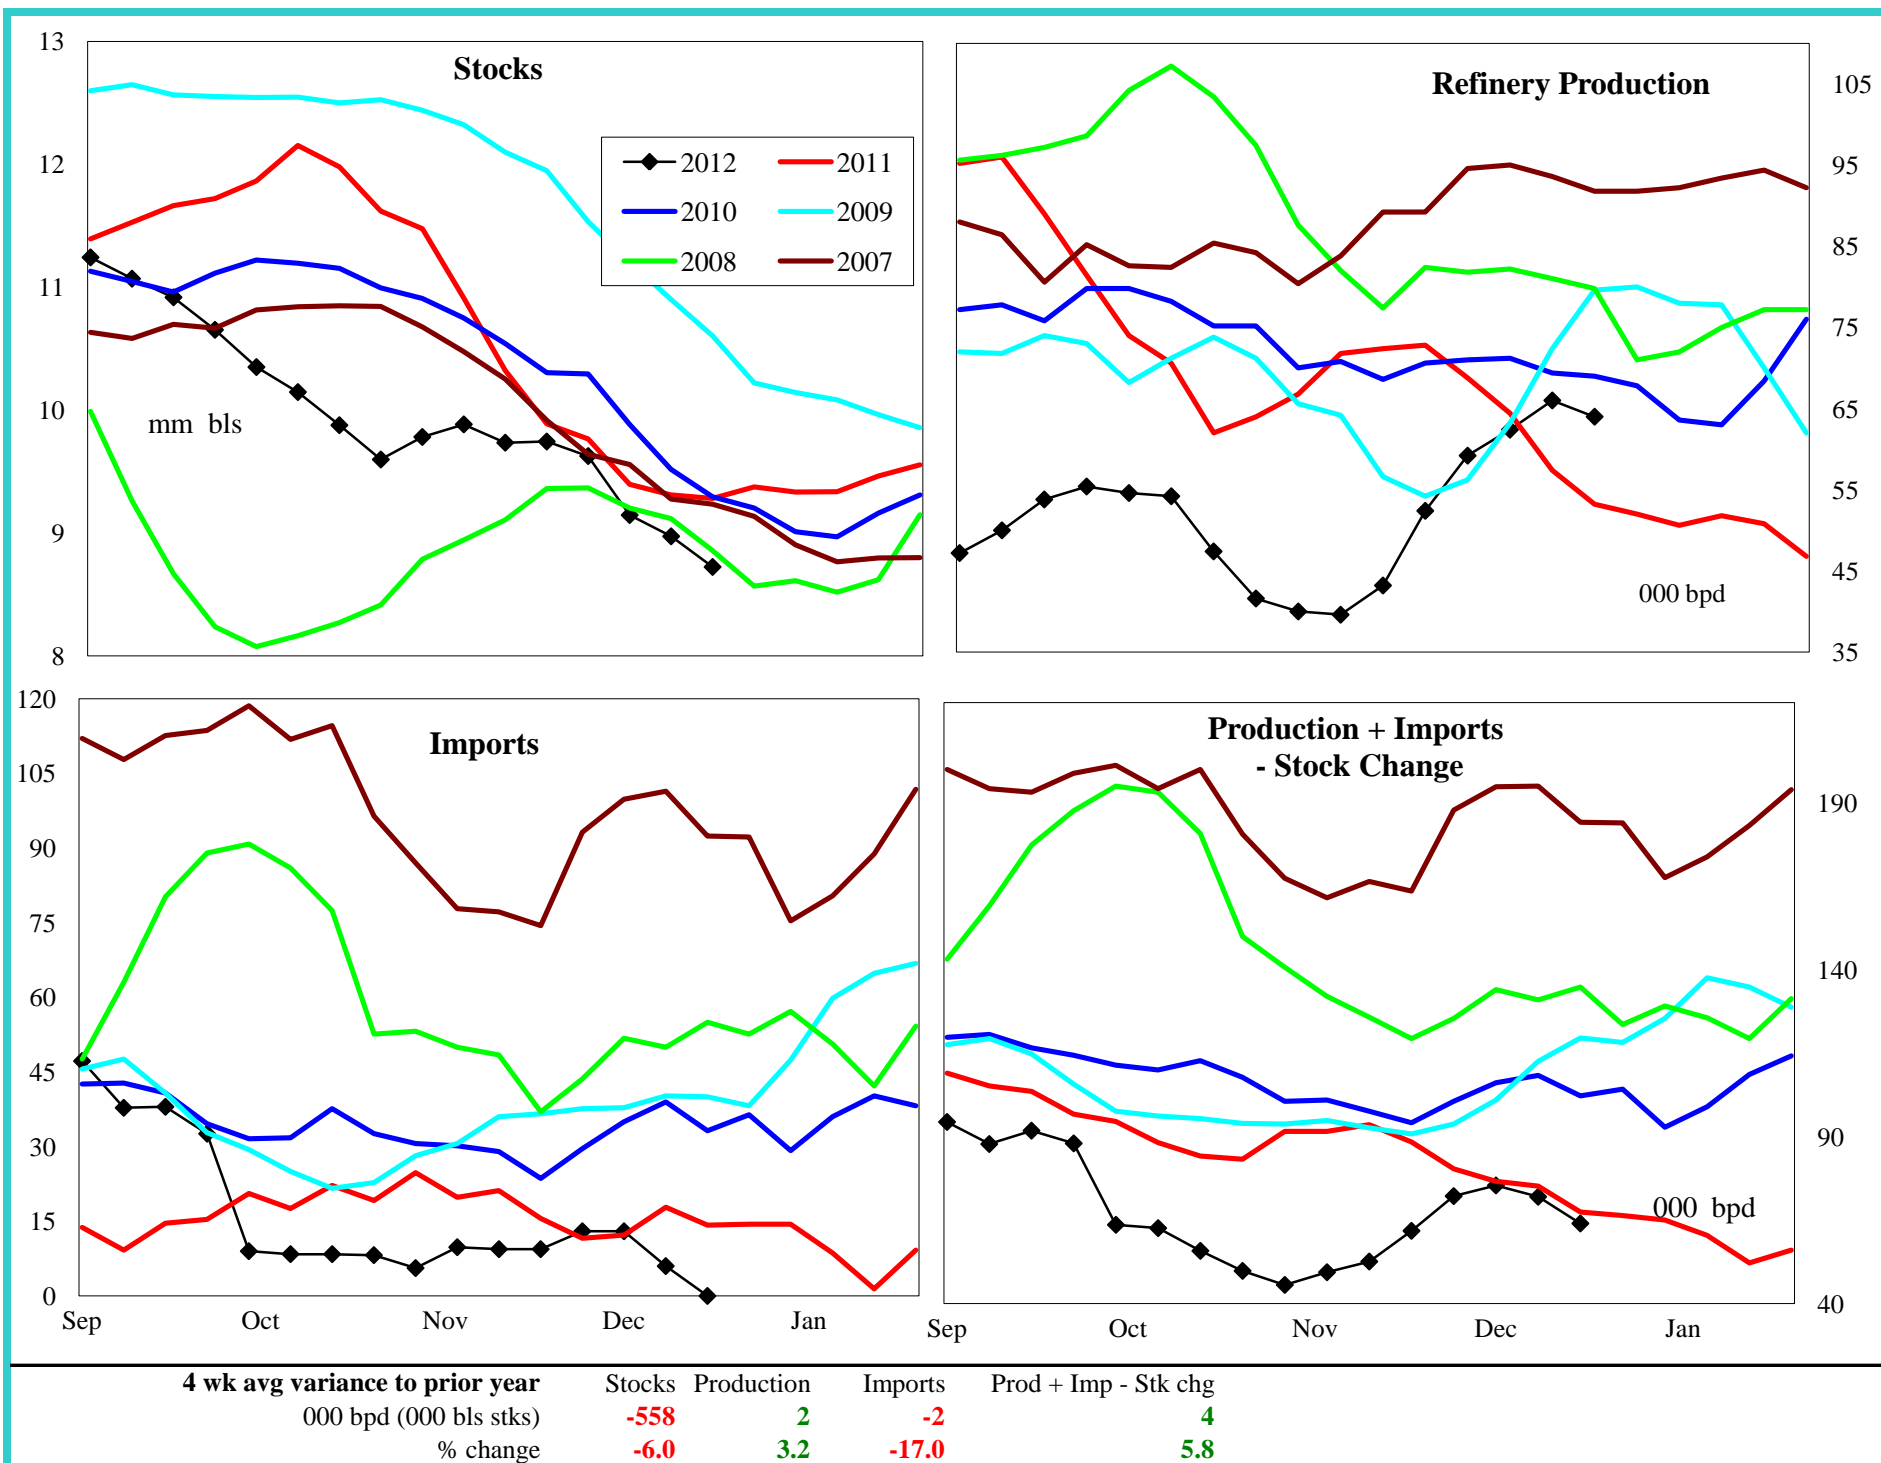 Stocks
13
12
11
10
9
8
mm bls
2012
2011
2010
2009
2008
2007
Refinery Production
105
95
85
75
65
55
45
35
000 bpd
Imports
120
105
90
75
60
45
30
15
0
Sep Oct Nov Dec Jan
Production + Imports
- Stock Change
190
140
90
40
000 bpd
Sep Oct Nov Dec Jan
4 wk avg variance to prior year Stocks Production Imports Prod + Imp - Stk chg
000 bpd (000 bls stks) -558 2 -2 4
% change -6.0 3.2 -17.0 5.8